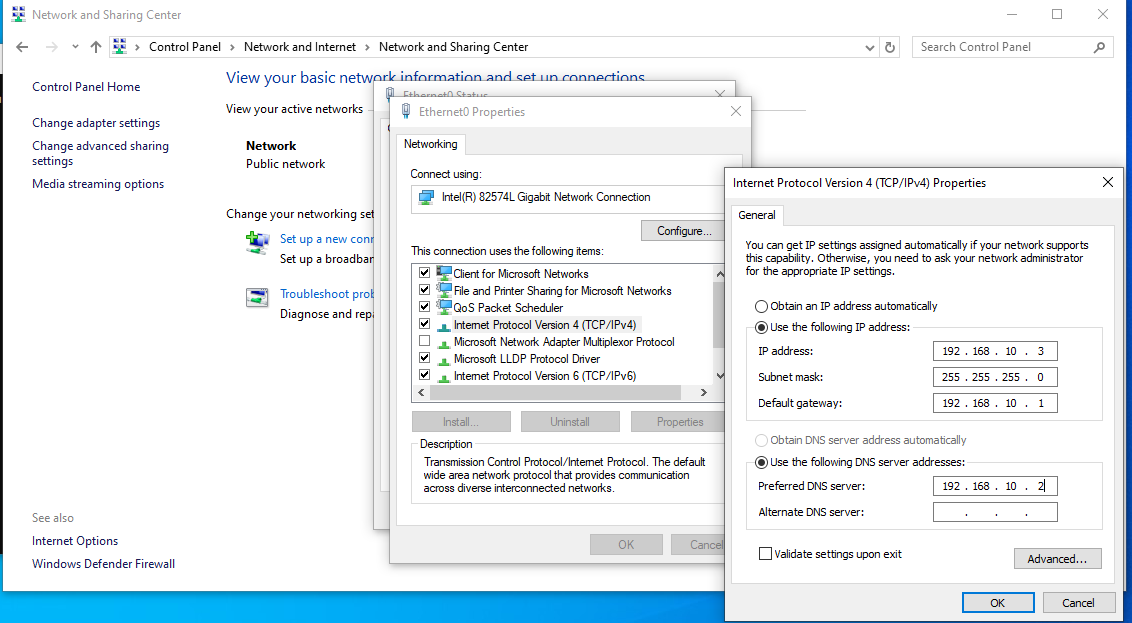 Network and Sharing Center
Control Panel > Network and Internet > Network and Sharing Center
Search Control Panel
Control Panel Home
Change adapter settings
Change advanced sharing
settings
Media streaming options
See also
Internet Options
Windows Defender Firewall
View your basic network information and set up connections
View your active networks
Network
Public network
Change your networking set
Set up a new conn
Set up a broadban
Troubleshoot prob
Diagnose and repa
Ethernet0 Status
Ethernet0 Properties
Networking
Connect using:
Intel(R) 82574L Gigabit Network Connection
Configure...
This connection uses the following items:
Client for Microsoft Networks
File and Printer Sharing for Microsoft Networks
QoS Packet Scheduler
Internet Protocol Version 4 (TCP/IPv4)
Microsoft Network Adapter Multiplexor Protocol
Microsoft LLDP Protocol Driver
Internet Protocol Version 6 (TCP/IPv6)
Install...
Uninstall
Properties
Description
Transmission Control Protocol/Internet Protocol. The default
wide area network protocol that provides communication
across diverse interconnected networks.
OK
Cancel
Internet Protocol Version 4 (TCP/IPv4) Properties
General
You can get IP settings assigned automatically if your network supports
this capability. Otherwise, you need to ask your network administrator
for the appropriate IP settings.
Obtain an IP address automatically
Use the following IP address:
IP address: 192 . 168 . 10 . 3
Subnet mask: 255 . 255 . 255 . 0
Default gateway: 192 . 168 . 10 . 1
Obtain DNS server address automatically
Use the following DNS server addresses:
Preferred DNS server: 192 . 168 . 10 . 2
Alternate DNS server: . . .
Validate settings upon exit
Advanced...
OK
Cancel